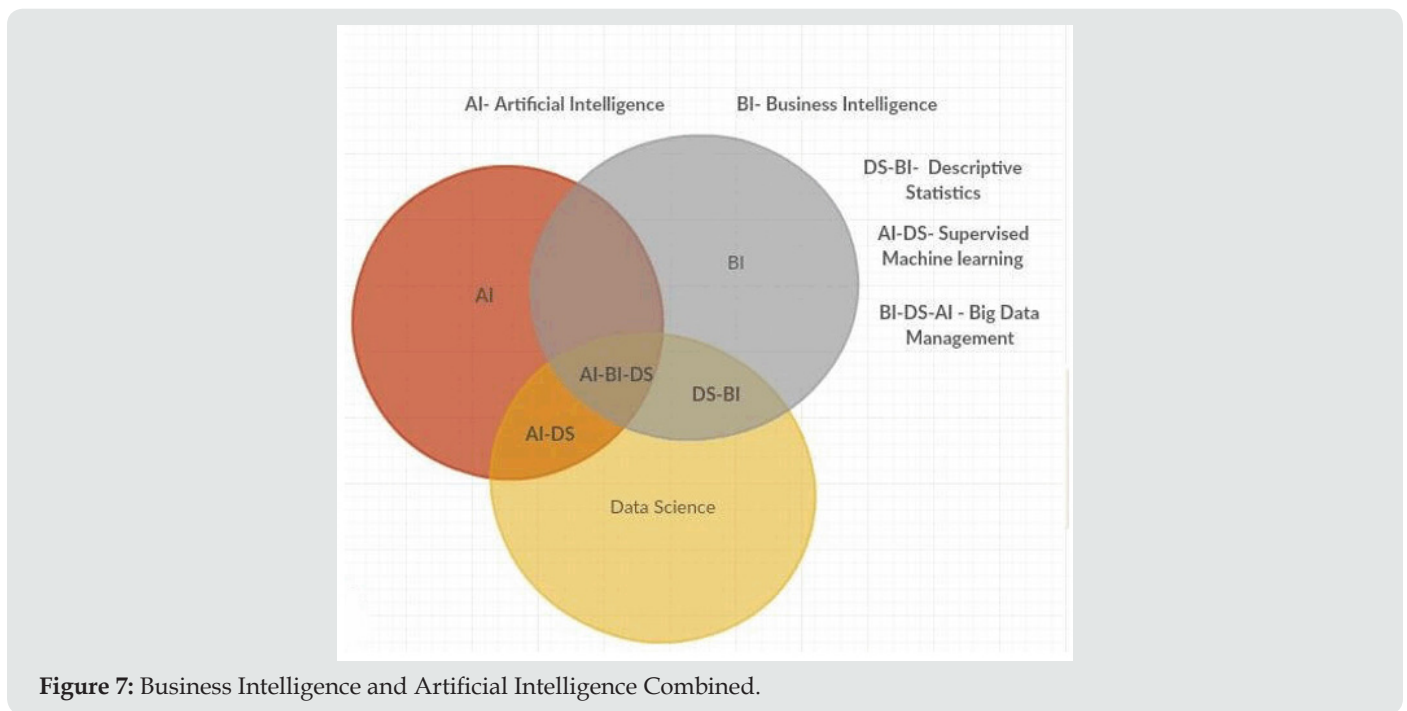 AI- Artificial Intelligence
BI- Business Intelligence
DS-BI- Descriptive
Statistics
AI-DS- Supervised
Machine learning
BI
AI
BI-DS-AI - Big Data
Management
AI-BI-DS
DS-BI
AI-DS
Data Science
Figure 7: Business Intelligence and Artificial Intelligence Combined.